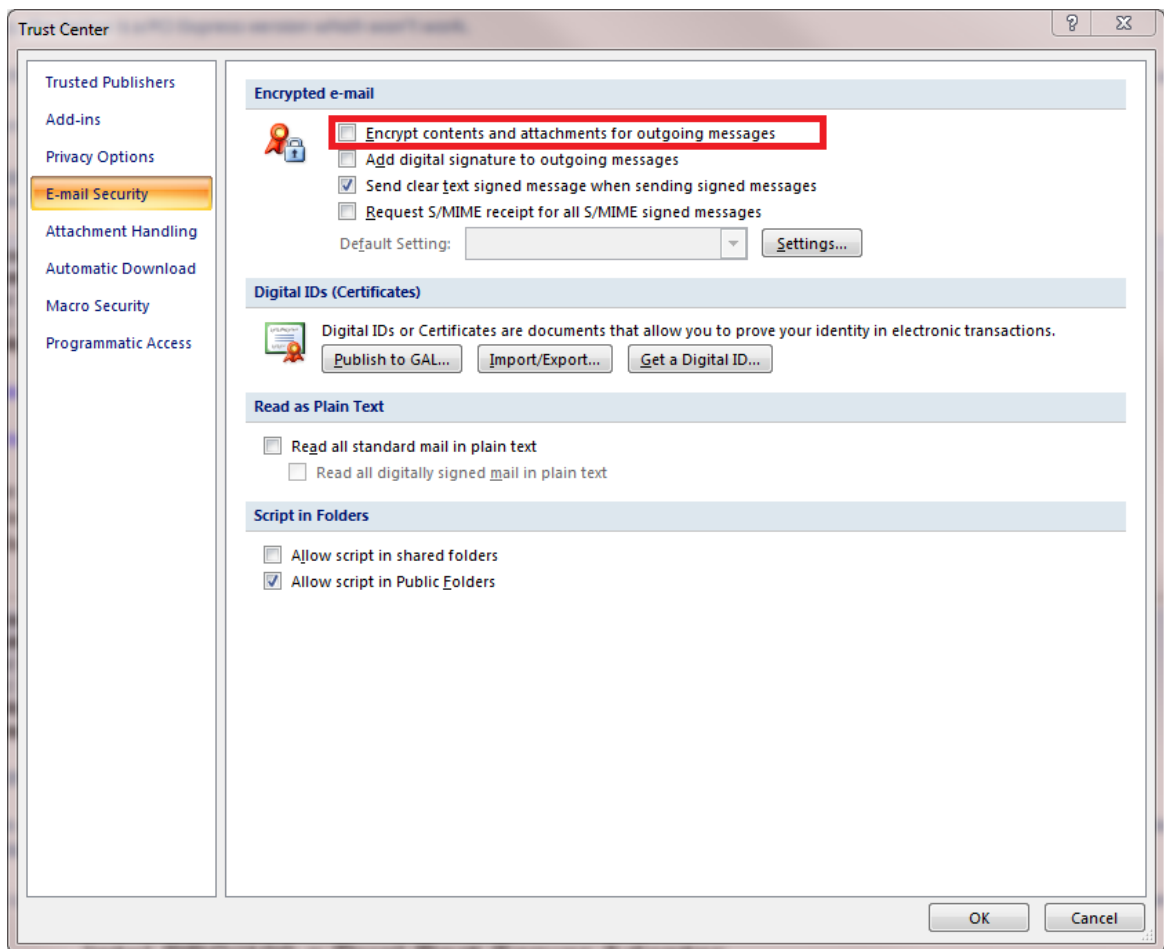 Trust Center
Trusted Publishers
Add-ins
Privacy Options
E-mail Security
Attachment Handling
Automatic Download
Macro Security
Programmatic Access
Encrypted e-mail
Encrypt contents and attachments for outgoing messages
Add digital signature to outgoing messages
Send clear text signed message when sending signed messages
Request S/MIME receipt for all S/MIME signed messages
Default Setting:
Settings...
Digital IDs (Certificates)
Digital IDs or Certificates are documents that allow you to prove your identity in electronic transactions.
Publish to GAL... Import/Export... Get a Digital ID...
Read as Plain Text
Read all standard mail in plain text
Read all digitally signed mail in plain text
Script in Folders
Allow script in shared folders
Allow script in Public Folders
OK Cancel